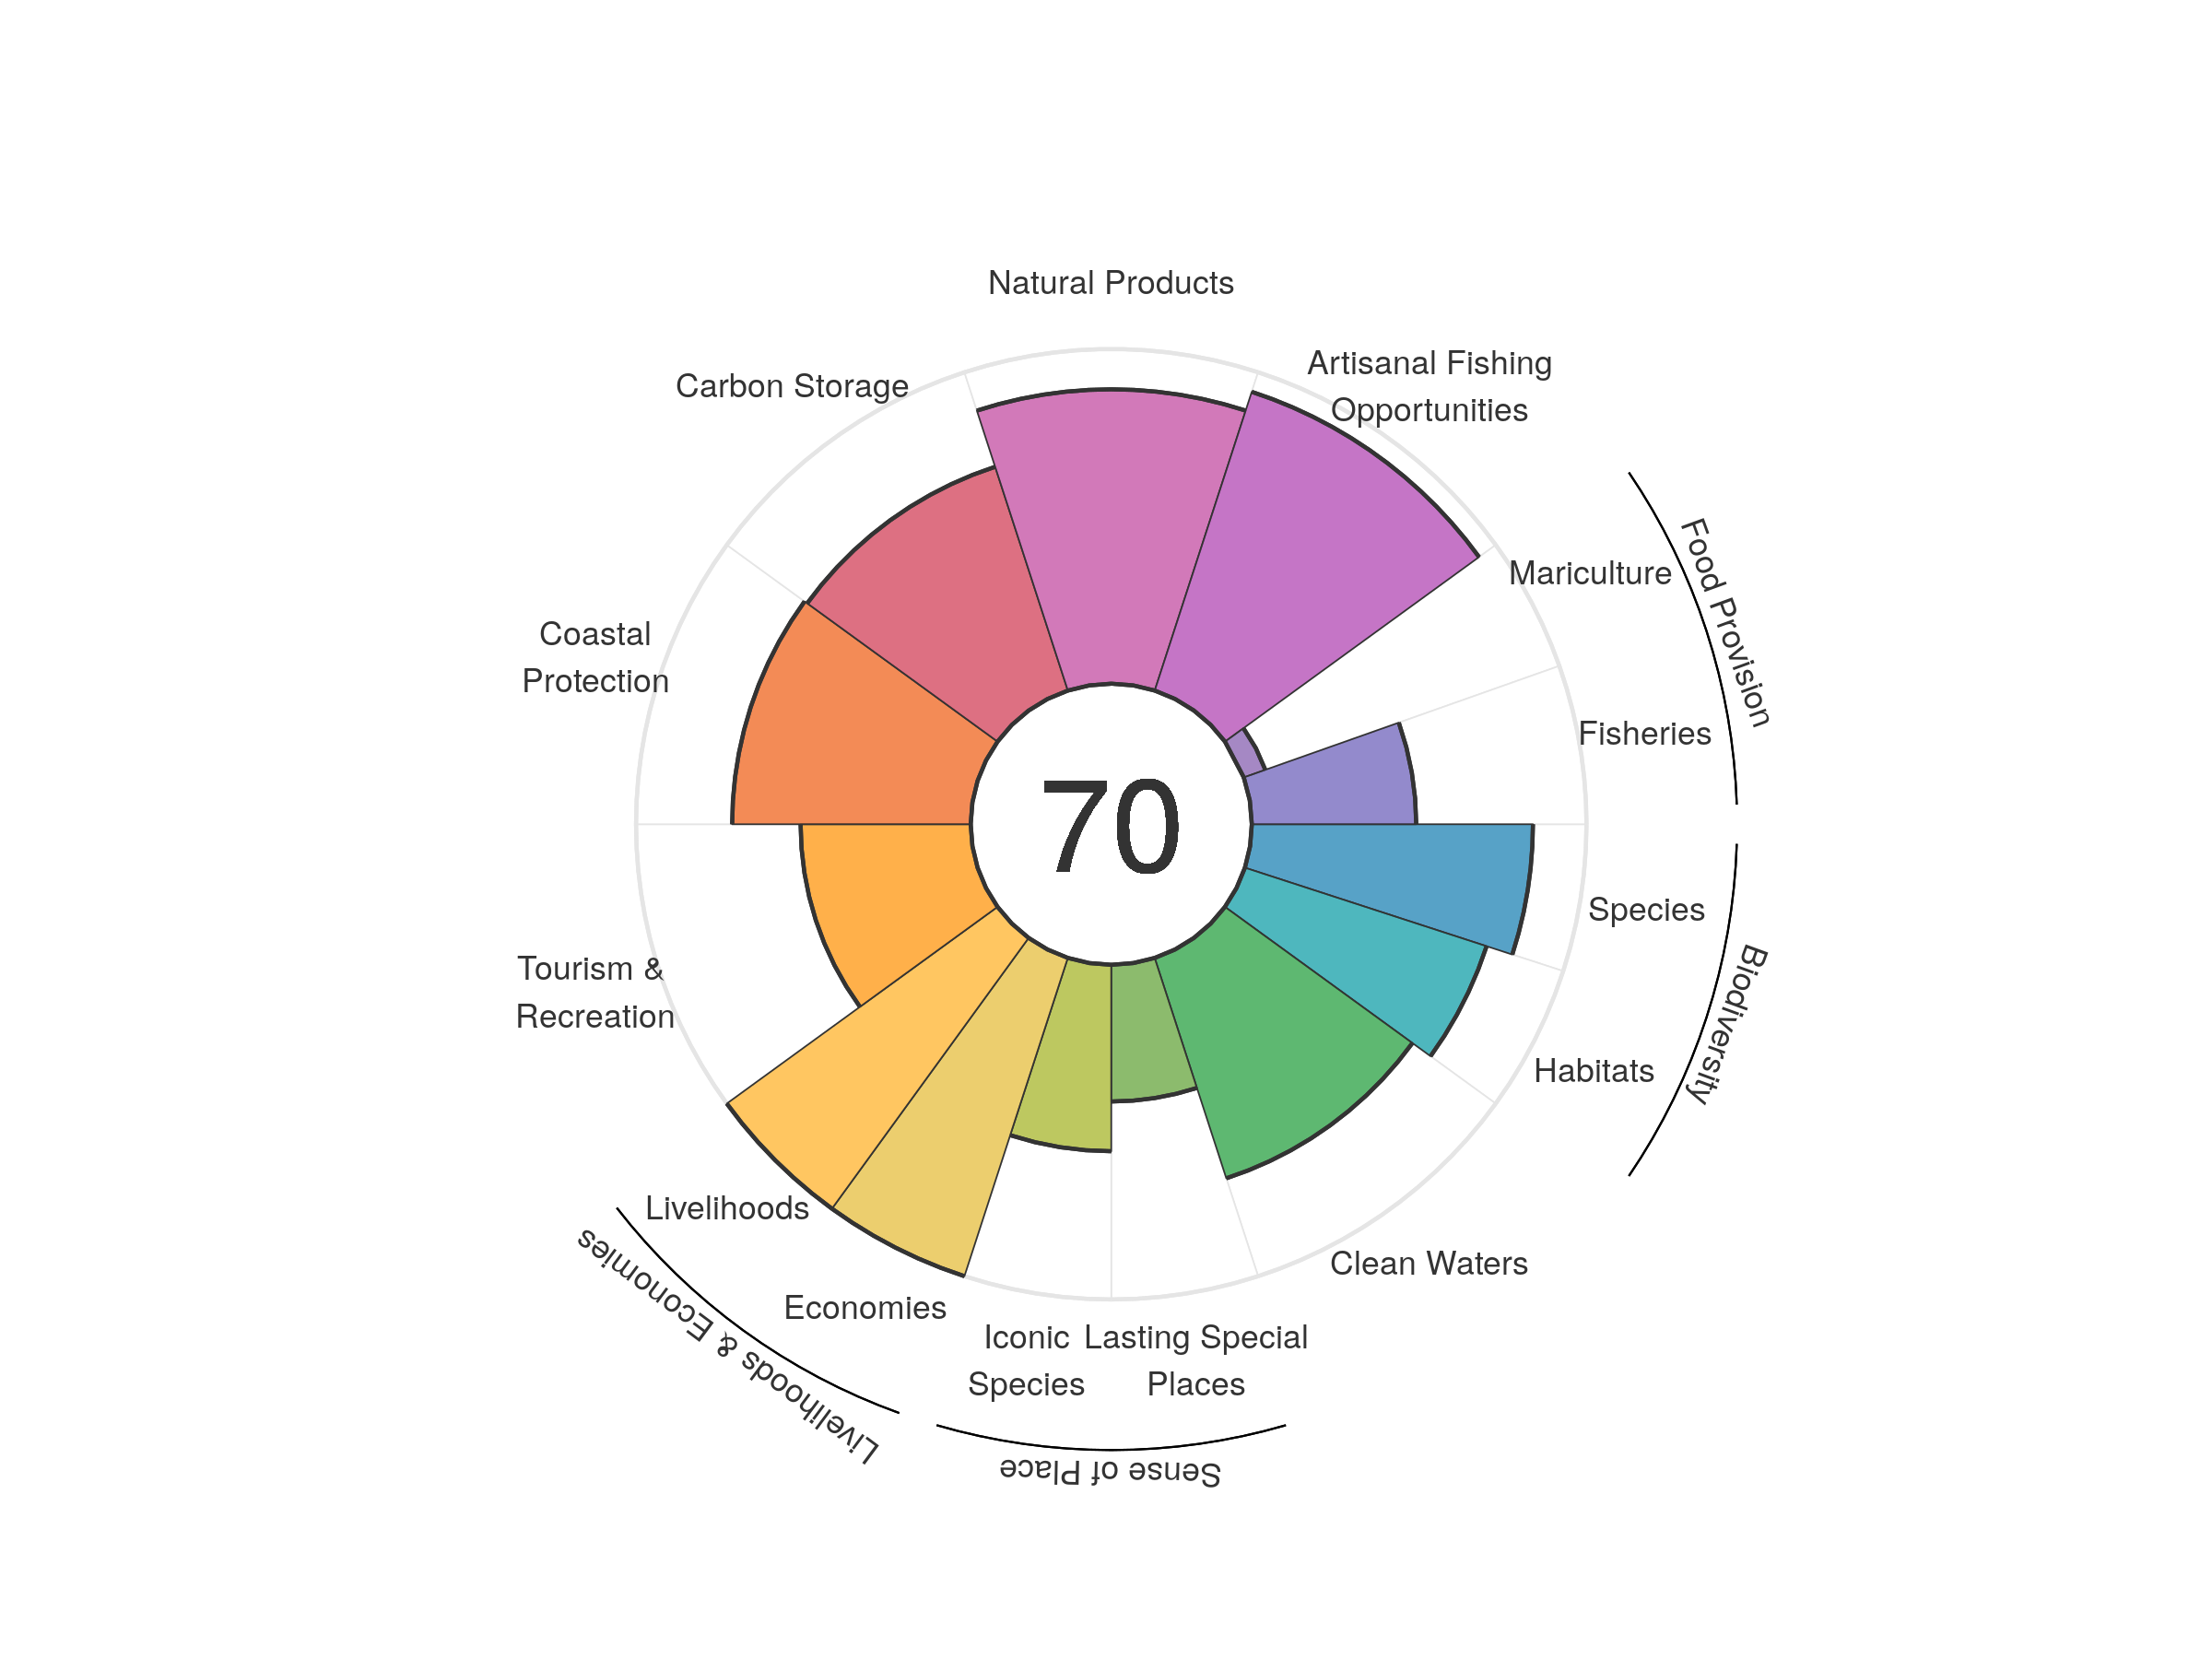 Natural Products
Artisanal Fishing
Opportunities
Carbon Storage
Mariculture
Food Provision
Coastal
Protection
Fisheries
70
Species
Biodiversity
Tourism &
Recreation
Habitats
Livelihoods
Clean Waters
Economies
Livelihoods & Economies
Iconic
Species
Lasting Special
Places
Sense of Place